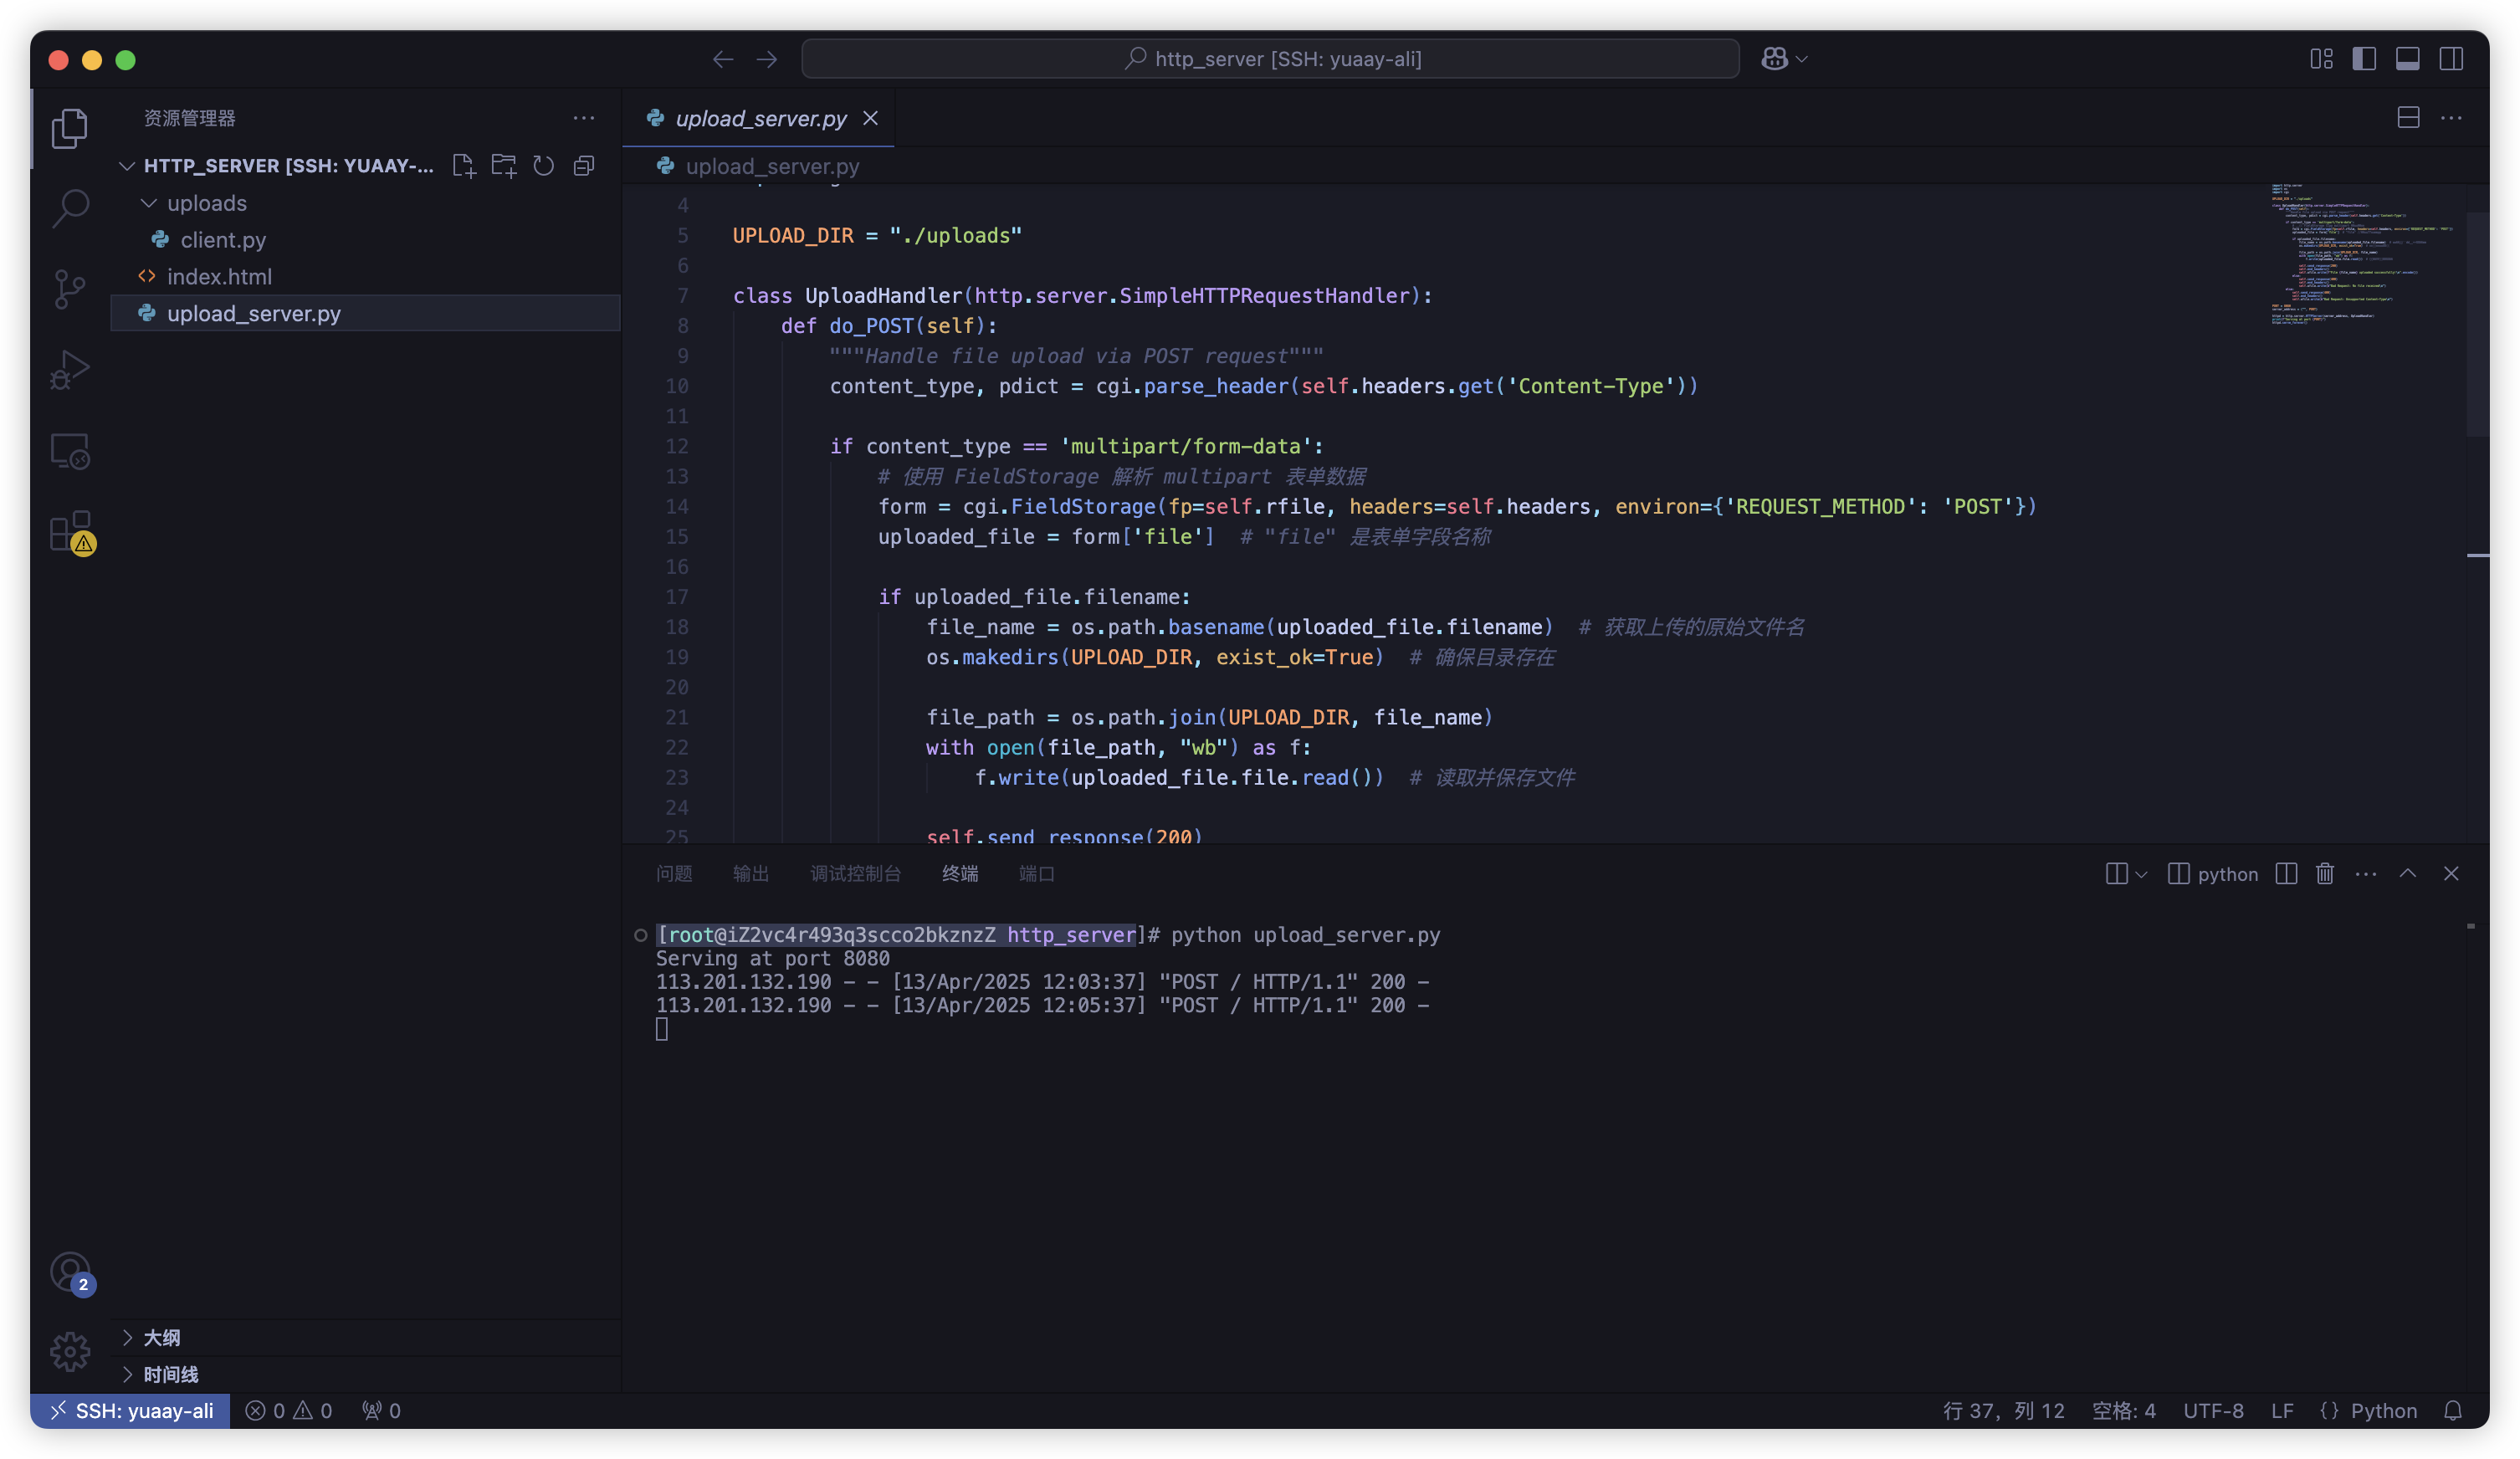 http_server [SSH: yuaay-ali]
资源管理器
HTTP_SERVER [SSH: YUAAY-...
uploads
client.py
index.html
upload_server.py
大纲
时间线
upload_server.py
upload_server.py
4
5 UPLOAD_DIR = "./uploads"
6
7 class UploadHandler(http.server.SimpleHTTPRequestHandler):
8 def do_POST(self):
9 """Handle file upload via POST request"""
10 content_type, pdict = cgi.parse_header(self.headers.get('Content-Type'))
11
12 if content_type == 'multipart/form-data':
13 # 使用 FieldStorage 解析 multipart 表单数据
14 form = cgi.FieldStorage(fp=self.rfile, headers=self.headers, environ={'REQUEST_METHOD': 'POST'})
15 uploaded_file = form['file'] # "file" 是表单字段名称
16
17 if uploaded_file.filename:
18 file_name = os.path.basename(uploaded_file.filename) # 获取上传的原始文件名
19 os.makedirs(UPLOAD_DIR, exist_ok=True) # 确保目录存在
20
21 file_path = os.path.join(UPLOAD_DIR, file_name)
22 with open(file_path, "wb") as f:
23 f.write(uploaded_file.file.read()) # 读取并保存文件
24
25 self.send_response(200)
问题 输出 调试控制台 终端 端口
python
[root@iZ2vc4r493q3scco2bkznzZ http_server]# python upload_server.py
Serving at port 8080
113.201.132.190 - - [13/Apr/2025 12:03:37] "POST / HTTP/1.1" 200 -
113.201.132.190 - - [13/Apr/2025 12:05:37] "POST / HTTP/1.1" 200 -
2
SSH: yuaay-ali 0 0 0
行 37，列 12 空格: 4 UTF-8 LF {} Python